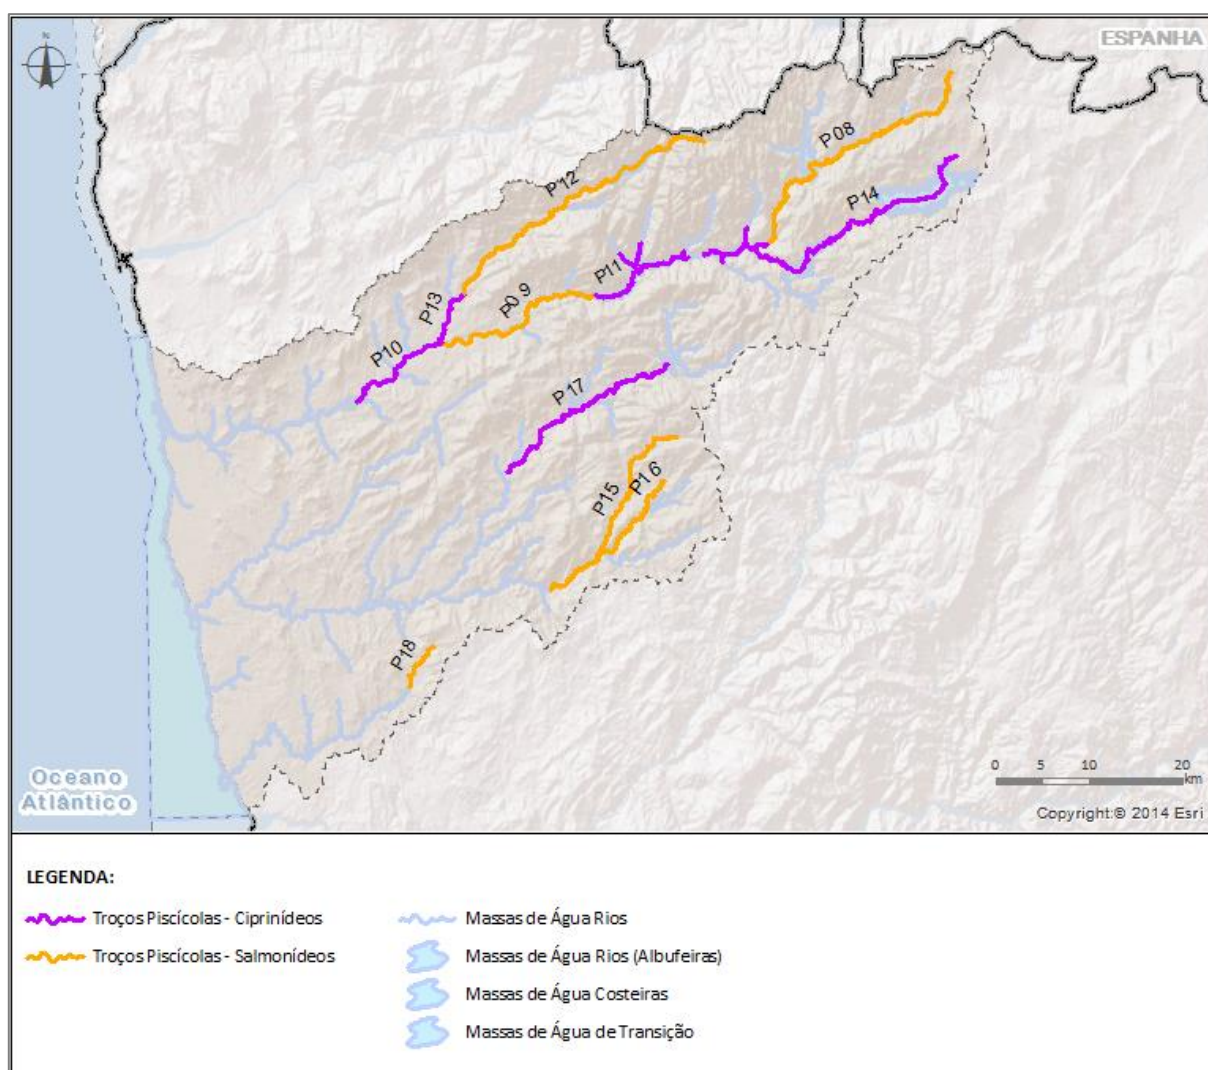 N
ESPANHA
P08
P12
P14
P11
P0 9
P13
P10
P17
P15
P1 6
P18
Oceano
Atlântico
0 5 10 20
km
Copyright:© 2014 Esri
LEGENDA:
Troços Piscícolas - Ciprinídeos
Troços Piscícolas - Salmonídeos
Massas de Água Rios
Massas de Água Rios (Albufeiras)
Massas de Água Costeiras
Massas de Água de Transição